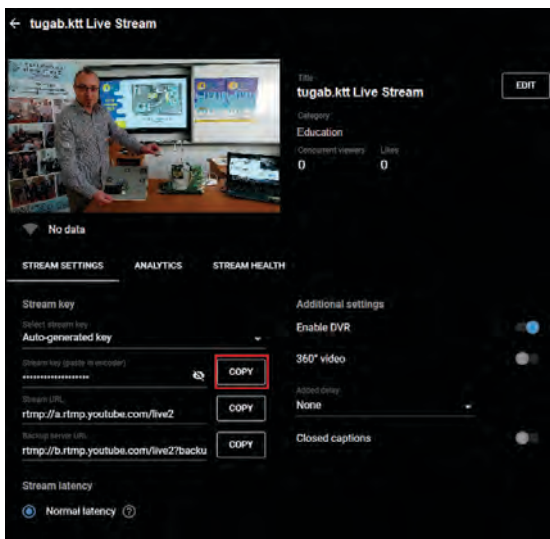 ← tugab.ktt Live Stream
Title
tugab.ktt Live Stream
EDIT
Category
Education
Concurrent viewers Likes
0 0
No data
STREAM SETTINGS ANALYTICS STREAM HEALTH
Stream key
Select stream key
Auto-generated key
Stream key (paste in encoder)
••••••••••••••••••
COPY
Stream URL
rtmp://a.rtmp.youtube.com/live2
COPY
Backup server URL
rtmp://b.rtmp.youtube.com/live2?backu
COPY
Stream latency
Normal latency
Additional settings
Enable DVR
360° video
Added delay
None
Closed captions